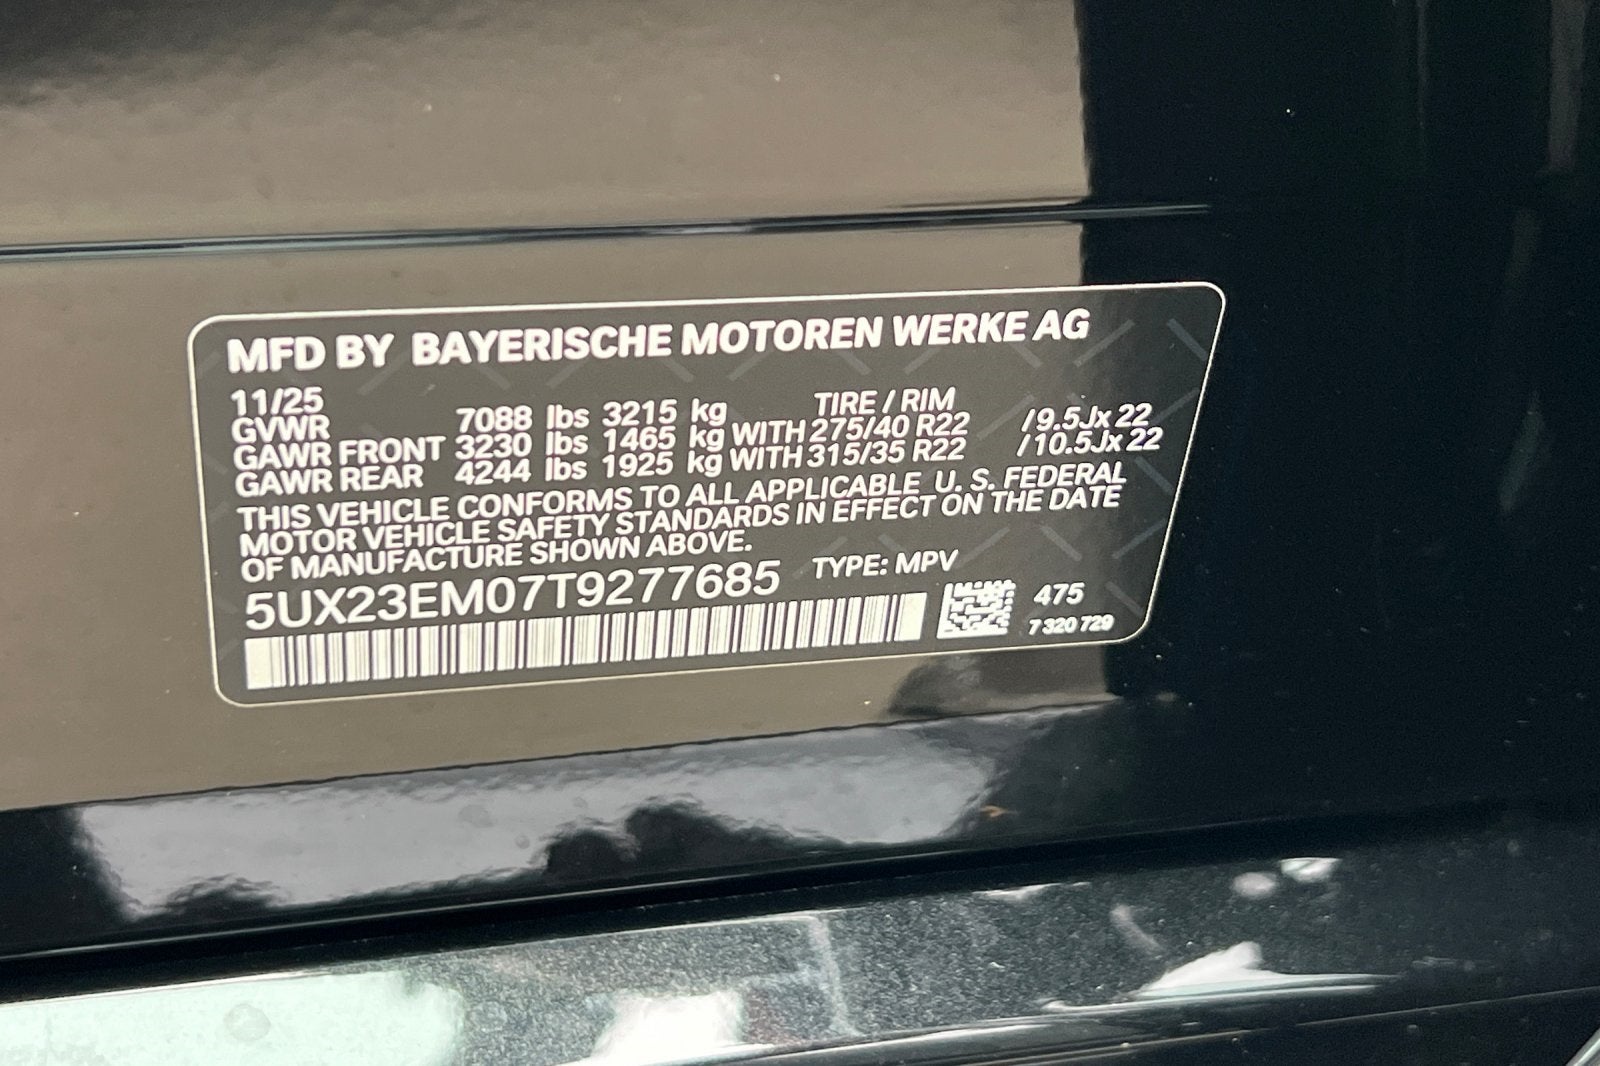 MFD BY BAYERISCHE MOTOREN WERKE AG
11/25 TIRE / RIM
GVWR 7088 lbs 3215 kg
GAWR FRONT 3230 lbs 1465 kg WITH 275/40 R22 / 9.5Jx 22
GAWR REAR 4244 lbs 1925 kg WITH 315/35 R22 / 10.5Jx 22
THIS VEHICLE CONFORMS TO ALL APPLICABLE U. S. FEDERAL
MOTOR VEHICLE SAFETY STANDARDS IN EFFECT ON THE DATE
OF MANUFACTURE SHOWN ABOVE.
5UX23EM07T9277685 TYPE: MPV
475
7 320 729